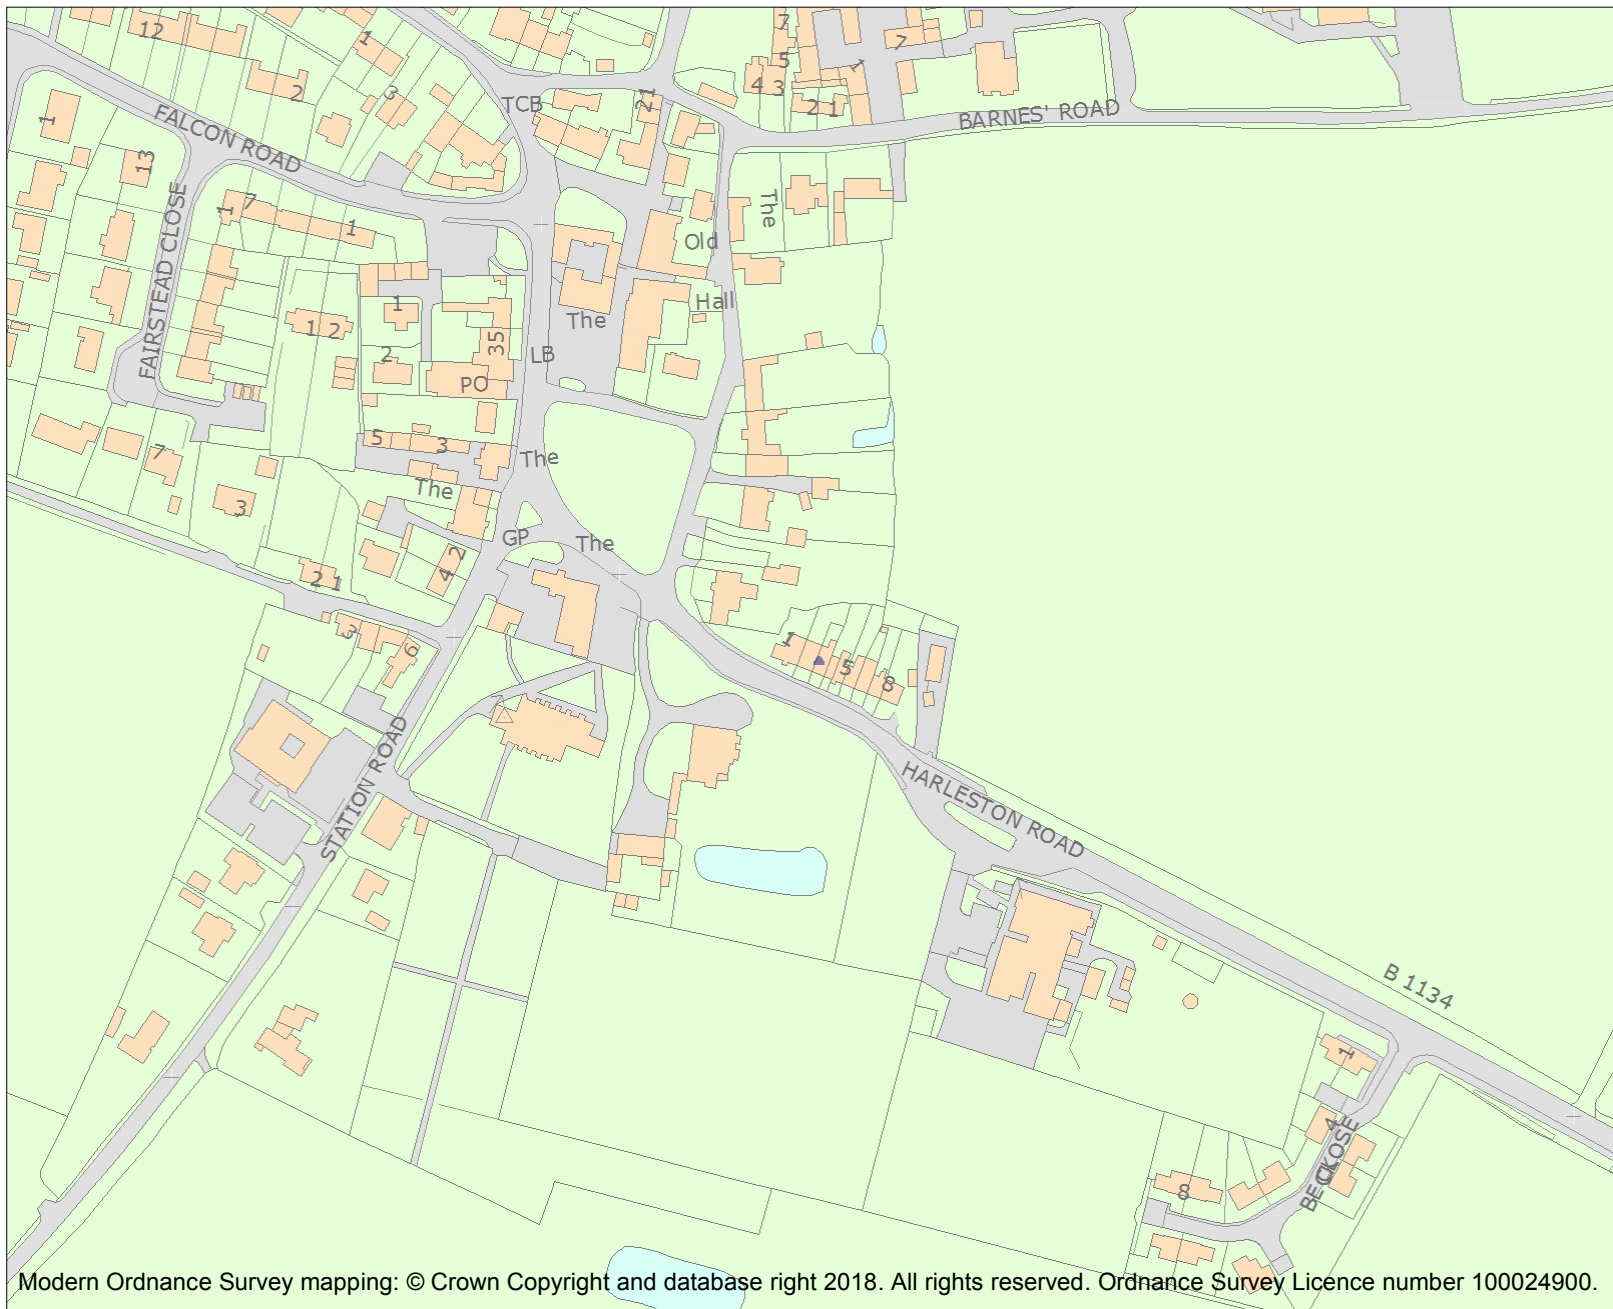 12
1
7
7
5
4 3
1
2
3
TCB
21
2 1
BARNES' ROAD
FALCON ROAD
1
13
FAIRSTEAD CLOSE
1 7
1
The
Old
Hall
The
1
1 2
2
35
LB
PO
5
3
The
The
7
3
GP
The
2
4
2 1
3
6
1
5
8
STATION ROAD
HARLESTON ROAD
B 1134
1
4
BECK CLOSE
8
Modern Ordnance Survey mapping: © Crown Copyright and database right 2018. All rights reserved. Ordnance Survey Licence number 100024900.